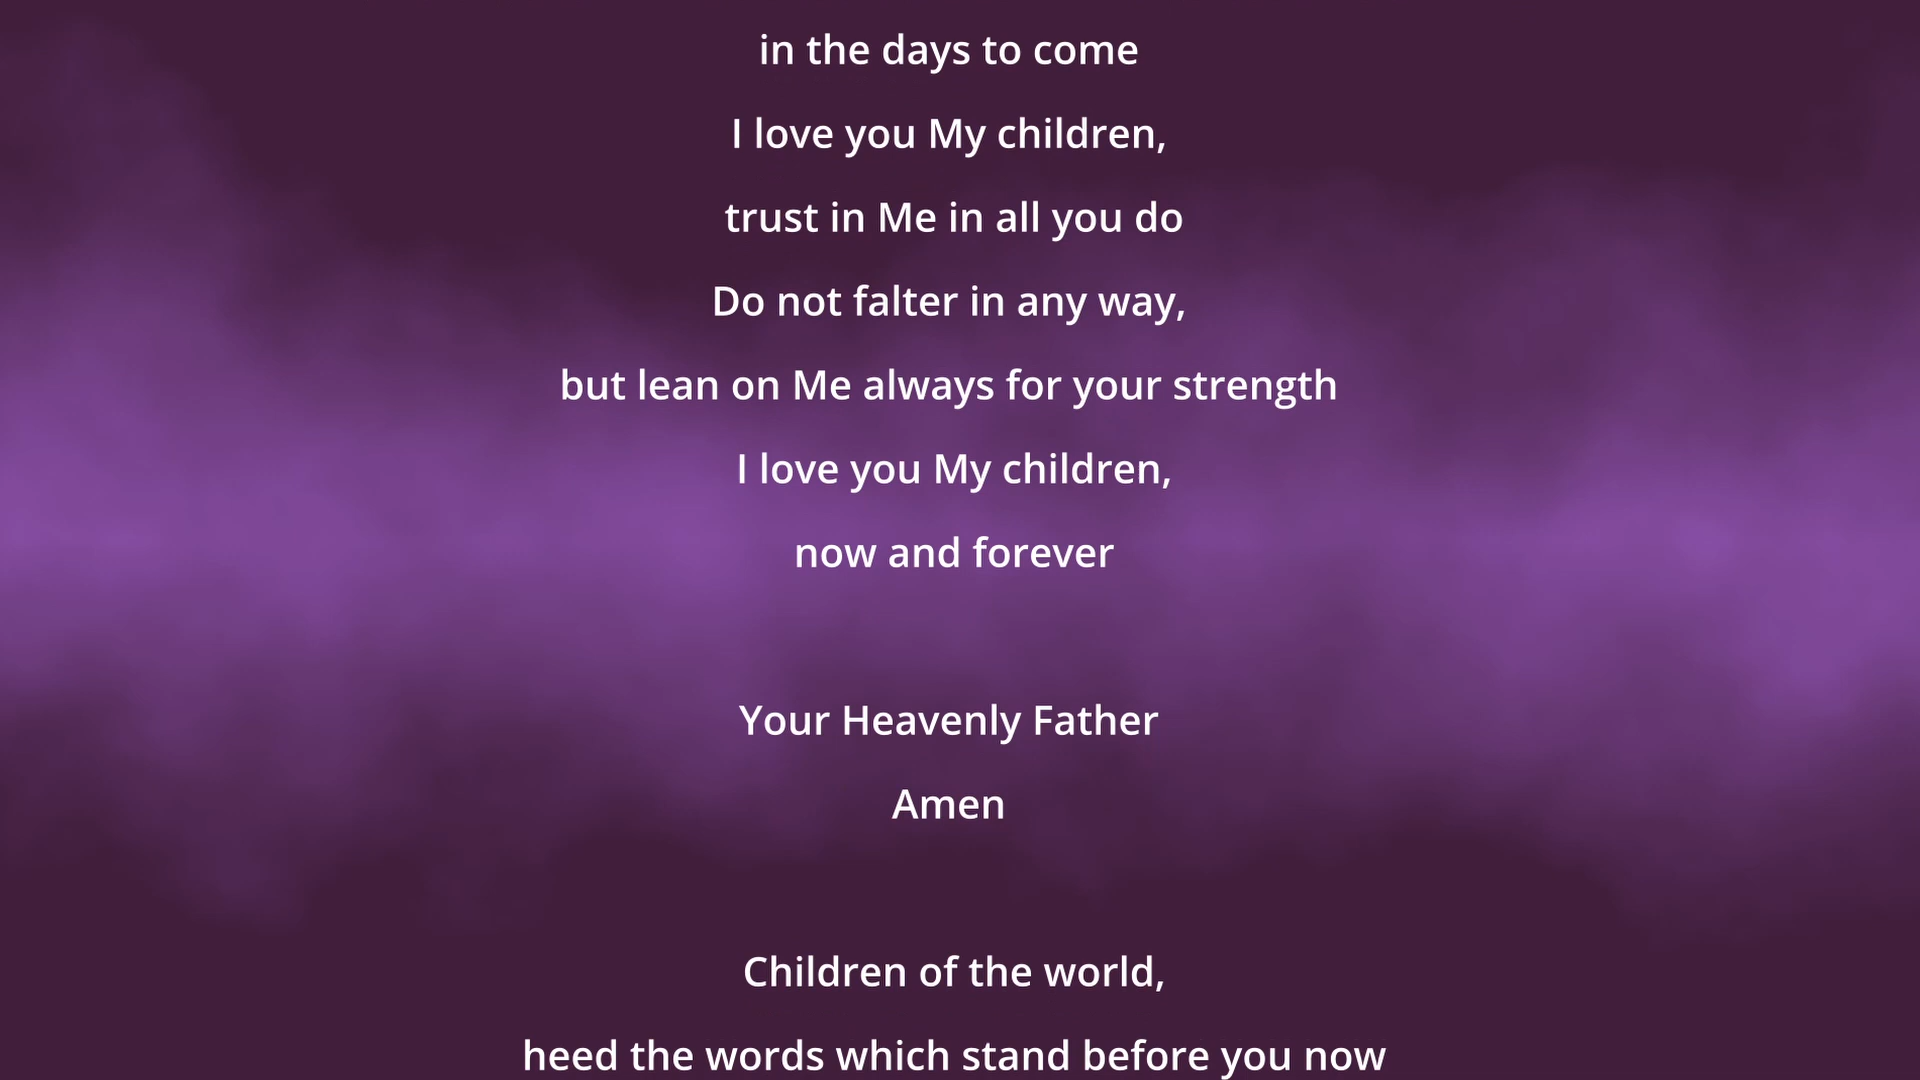 in the days to come
I love you My children,
trust in Me in all you do
Do not falter in any way,
but lean on Me always for your strength
I love you My children,
now and forever
Your Heavenly Father
Amen
Children of the world,
heed the words which stand before you now